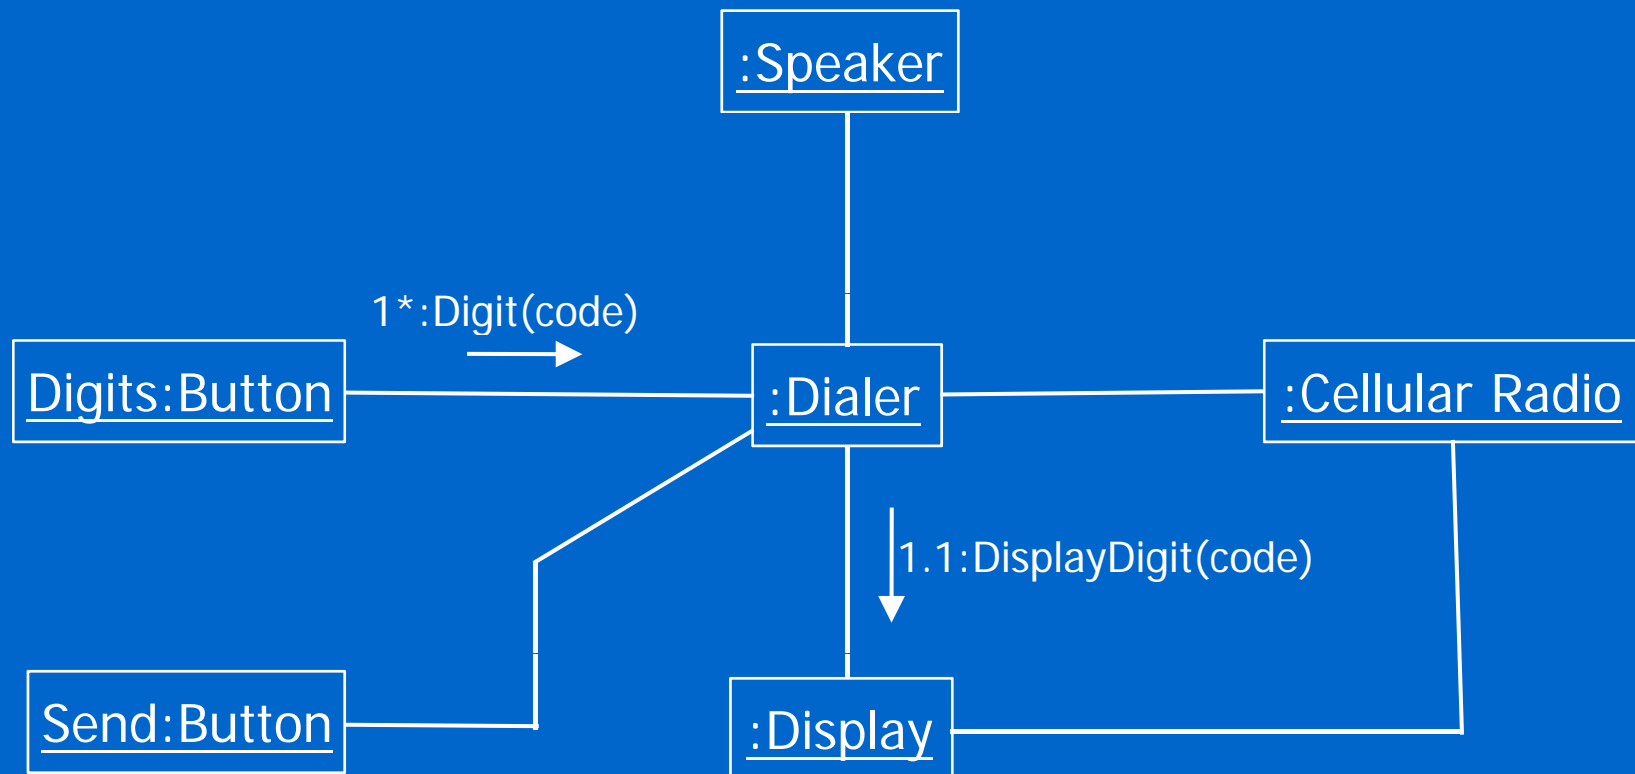 :Speaker
1*:Digit(code)
Digits:Button
:Dialer
:Cellular Radio
1.1:DisplayDigit(code)
Send:Button
:Display